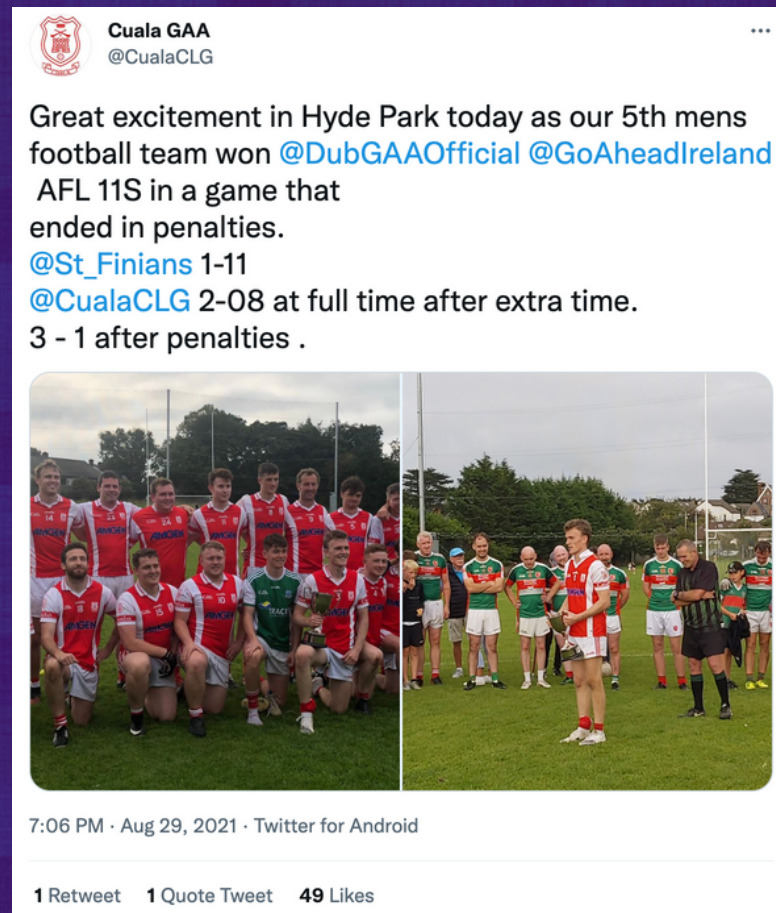 Cuala GAA
@CualaCLG
Great excitement in Hyde Park today as our 5th mens
football team won @DubGAAOfficial @GoAheadIreland
AFL 11S in a game that
ended in penalties.
@St_Finians 1-11
@CualaCLG 2-08 at full time after extra time.
3 - 1 after penalties .
7:06 PM · Aug 29, 2021 · Twitter for Android
1 Retweet 1 Quote Tweet 49 Likes